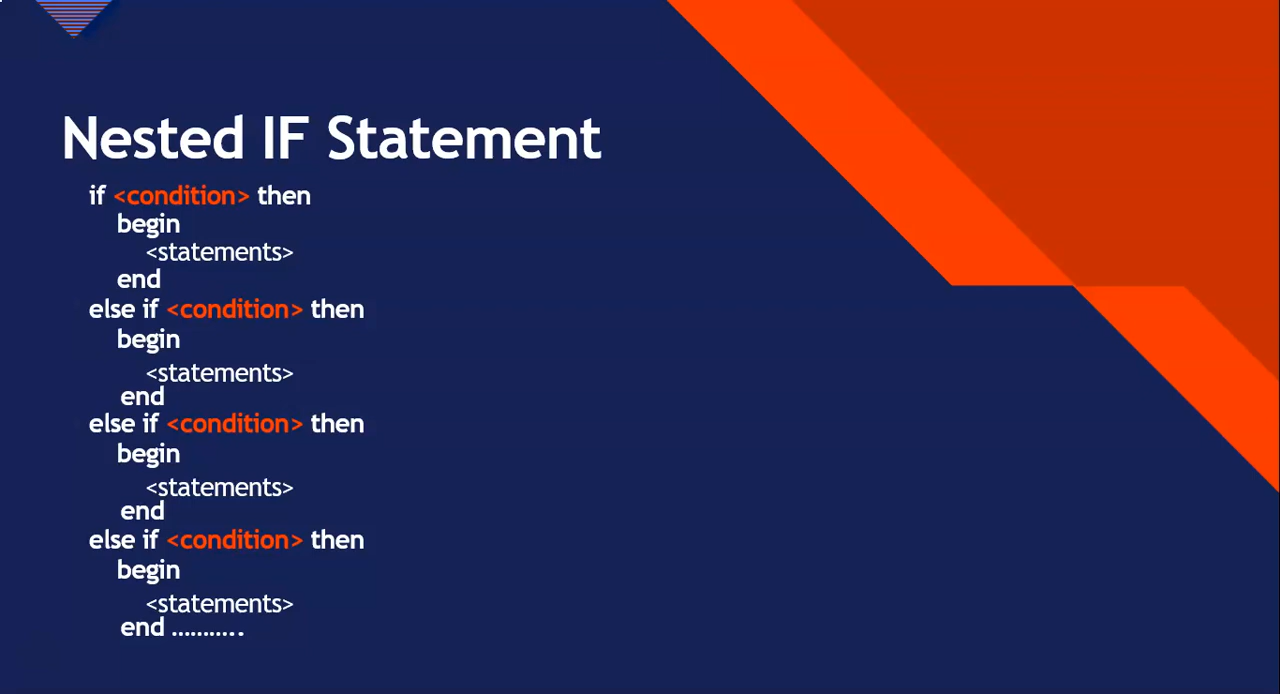 Nested IF Statement
if <condition> then
begin
<statements>
end
else if <condition> then
begin
<statements>
end
else if <condition> then
begin
<statements>
end
else if <condition> then
begin
<statements>
end ...........